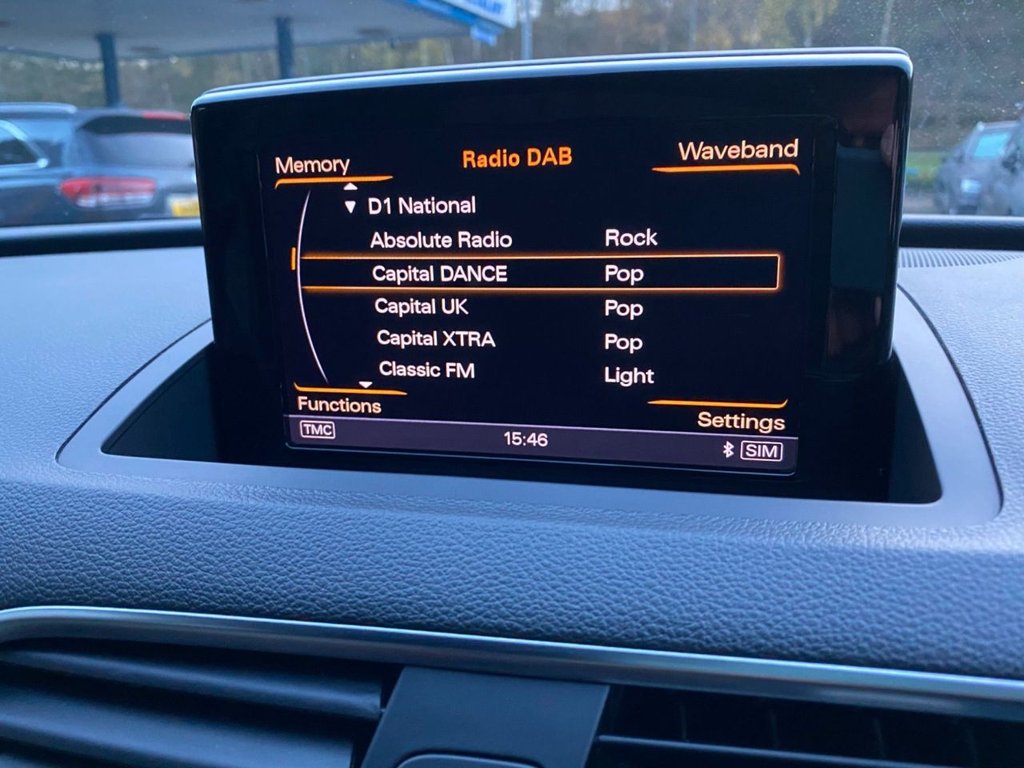 Memory Radio DAB Waveband
D1 National
Absolute Radio Rock
Capital DANCE Pop
Capital UK Pop
Capital XTRA Pop
Classic FM Light
Functions Settings
TMC 15:46 SIM